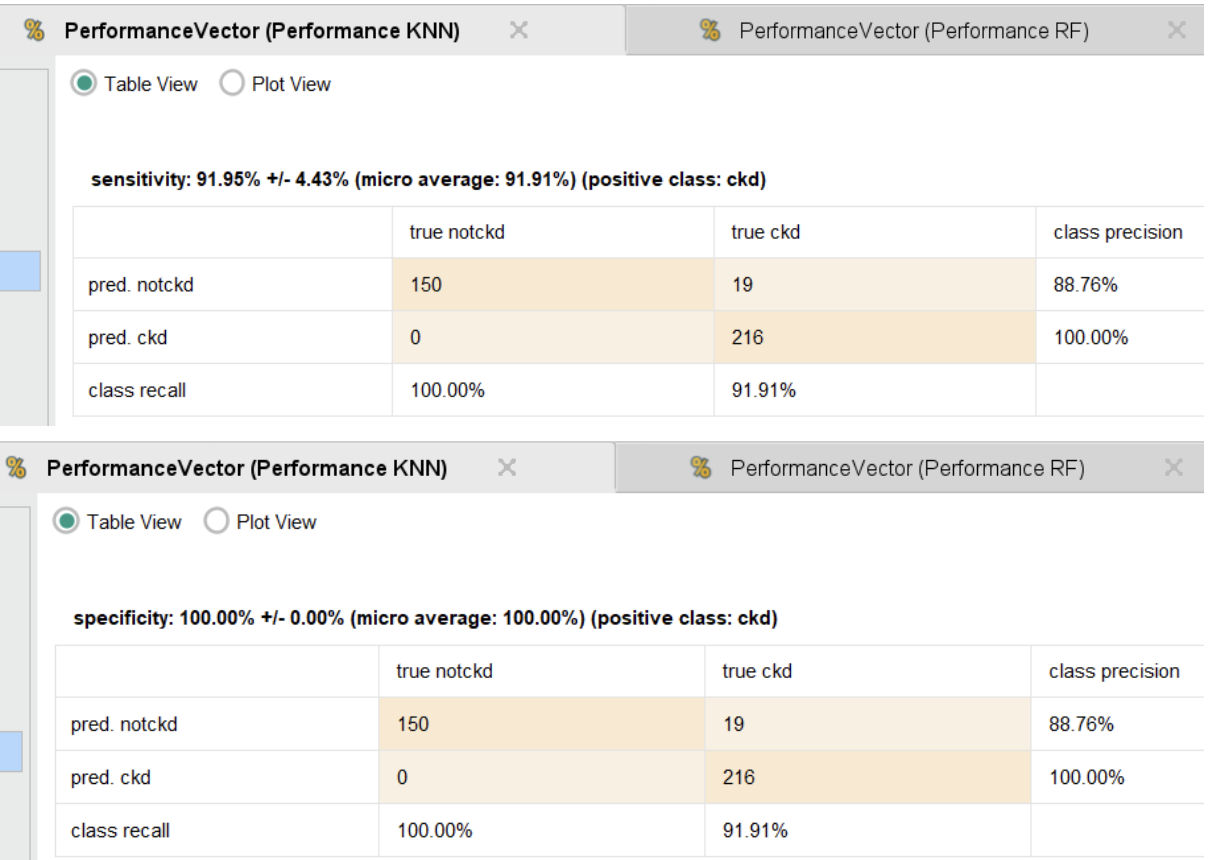 PerformanceVector (Performance KNN) PerformanceVector (Performance RF)
Table View Plot View
sensitivity: 91.95% +/- 4.43% (micro average: 91.91%) (positive class: ckd)
true notckd true ckd class precision
pred. notckd 150 19 88.76%
pred. ckd 0 216 100.00%
class recall 100.00% 91.91%
PerformanceVector (Performance KNN) PerformanceVector (Performance RF)
Table View Plot View
specificity: 100.00% +/- 0.00% (micro average: 100.00%) (positive class: ckd)
true notckd true ckd class precision
pred. notckd 150 19 88.76%
pred. ckd 0 216 100.00%
class recall 100.00% 91.91%